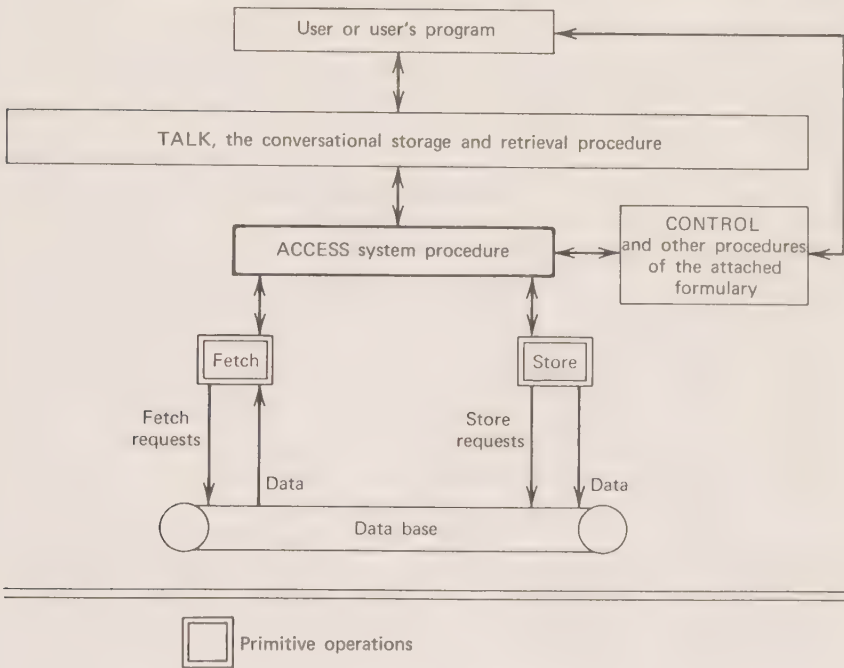 User or user's program
TALK, the conversational storage and retrieval procedure
ACCESS system procedure
CONTROL
and other procedures
of the attached
formulary
Fetch
Store
Fetch
requests
Data
Store
requests
Data
Data base
Primitive operations